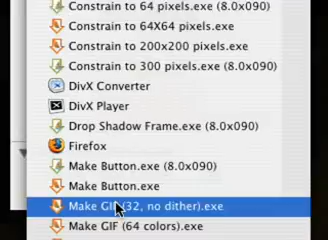 Constrain to 64 pixels.exe (8.0x090)
Constrain to 64X64 pixels.exe
Constrain to 200x200 pixels.exe
Constrain to 300 pixels.exe (8.0x090)
DivX Converter
DivX Player
Drop Shadow Frame.exe (8.0x090)
Firefox
Make Button.exe (8.0x090)
Make Button.exe
Make GIF (32, no dither).exe
Make GIF (64 colors).exe